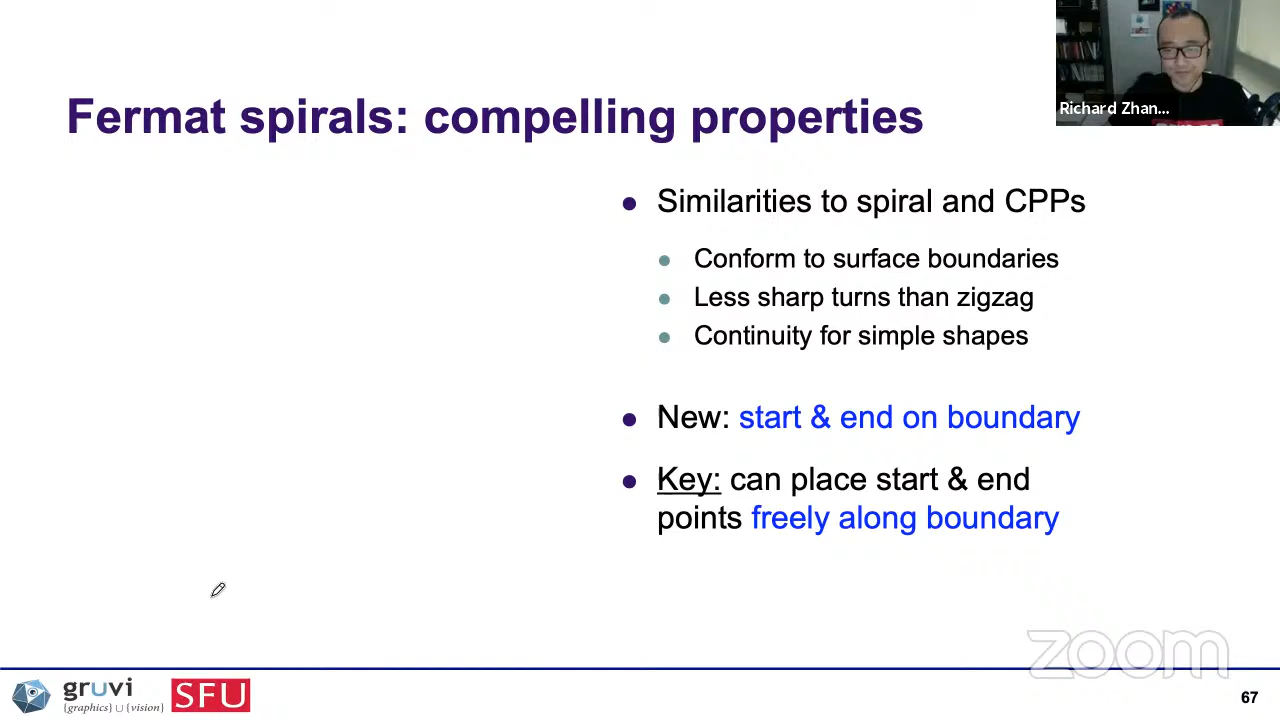 Richard Zhan...
Fermat spirals: compelling properties
Similarities to spiral and CPPs
Conform to surface boundaries
Less sharp turns than zigzag
Continuity for simple shapes
New: start & end on boundary
Key: can place start & end
points freely along boundary
zoom
gruvi
{graphics} ∪ {vision}
SFU
67